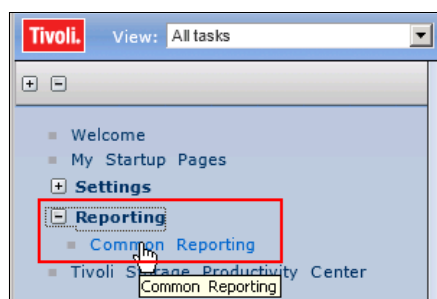 Tivoli. View: All tasks
Welcome
My Startup Pages
Settings
Reporting
Common Reporting
Tivoli Storage Productivity Center
Common Reporting